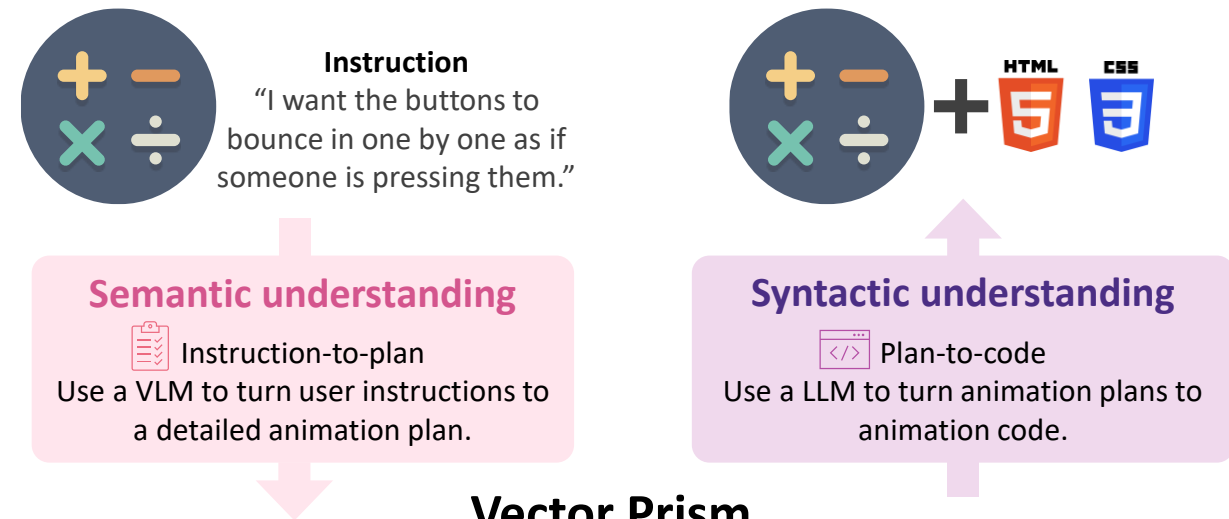 Instruction
“I want the buttons to
bounce in one by one as if
someone is pressing them.”
HTML
CSS
Semantic understanding
Instruction-to-plan
Use a VLM to turn user instructions to
a detailed animation plan.
Syntactic understanding
</> Plan-to-code
Use a LLM to turn animation plans to
animation code.
Vector Prism